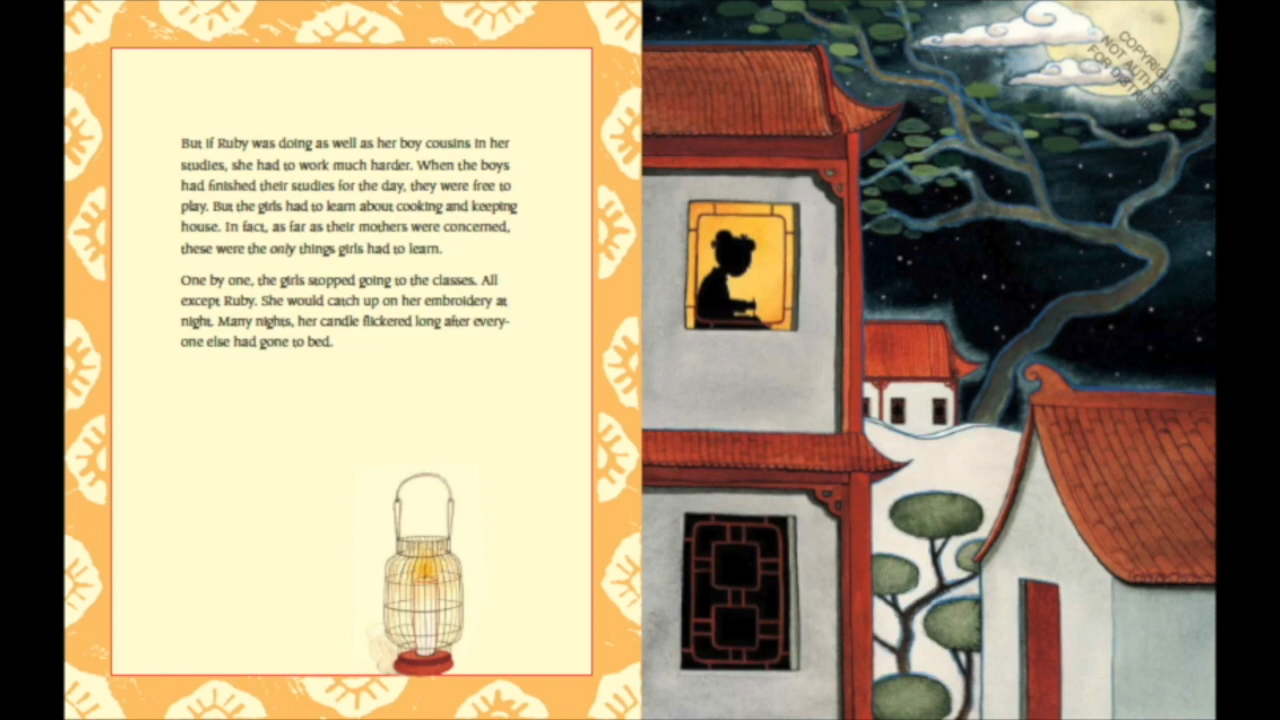 But if Ruby was doing as well as her boy cousins in her
studies, she had to work much harder. When the boys
had finished their studies for the day, they were free to
play. But the girls had to learn about cooking and keeping
house. In fact, as far as their mothers were concerned,
these were the only things girls had to learn.
One by one, the girls stopped going to the classes. All
except Ruby. She would catch up on her embroidery at
night. Many nights, her candle flickered long after every-
one else had gone to bed.
COPYRIGH
NOT AUTHO
FOR DISTRI